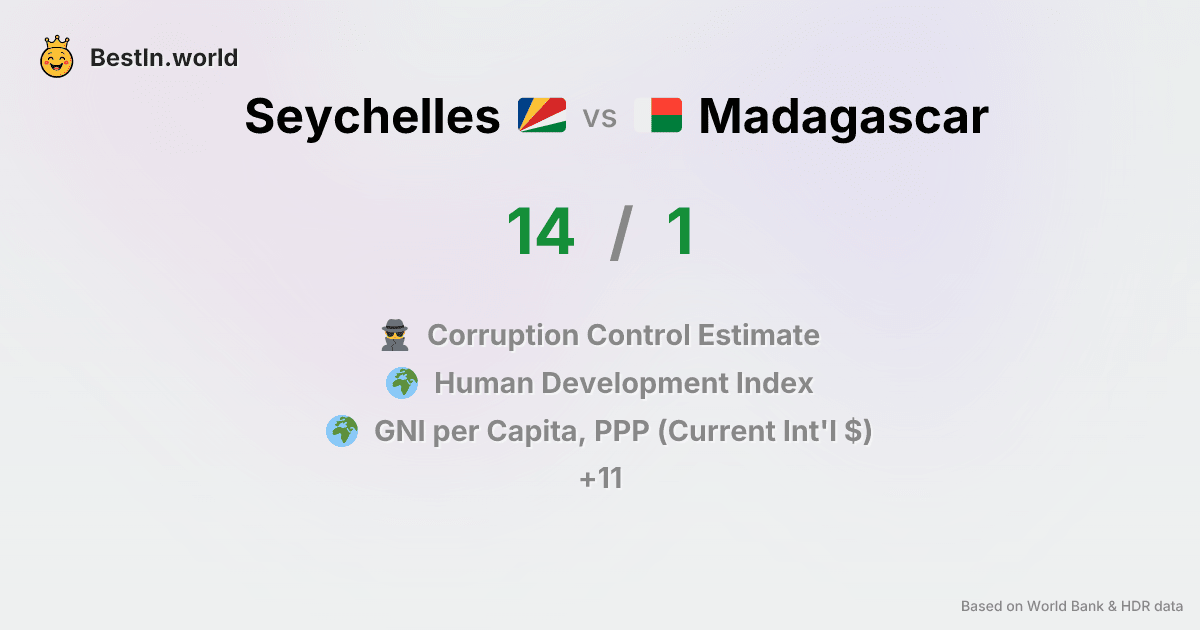 BestIn.world
Seychelles vs Madagascar
14 / 1
Corruption Control Estimate
Human Development Index
GNI per Capita, PPP (Current Int'l $)
+11
Based on World Bank & HDR data